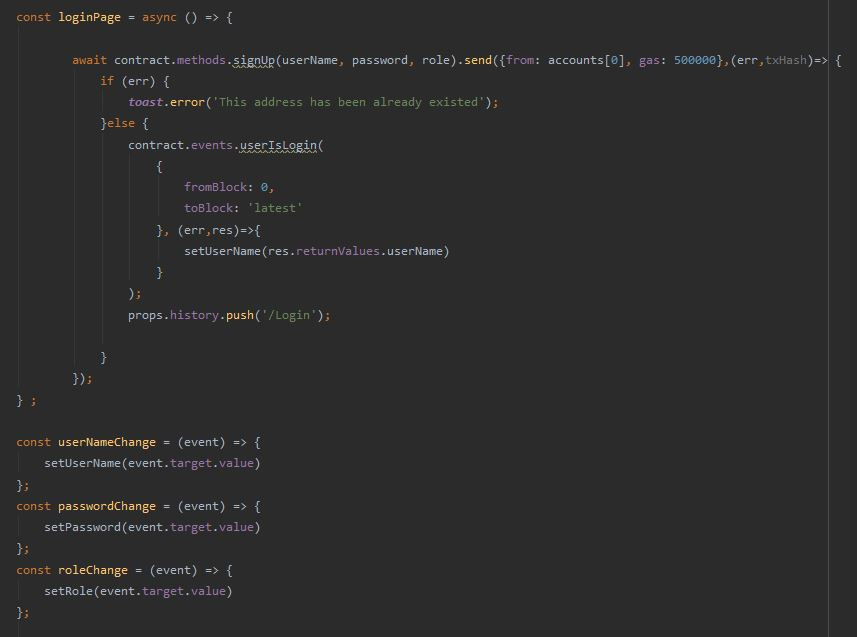 const loginPage = async () => {
await contract.methods.signUp(userName, password, role).send({from: accounts[0], gas: 500000},(err,txHash)=> {
if (err) {
toast.error('This address has been already existed');
}else {
contract.events.userIsLogin(
{
fromBlock: 0,
toBlock: 'latest'
}, (err,res)=>{
setUserName(res.returnValues.userName)
}
);
props.history.push('/Login');
}
});
} ;
const userNameChange = (event) => {
setUserName(event.target.value)
};
const passwordChange = (event) => {
setPassword(event.target.value)
};
const roleChange = (event) => {
setRole(event.target.value)
};